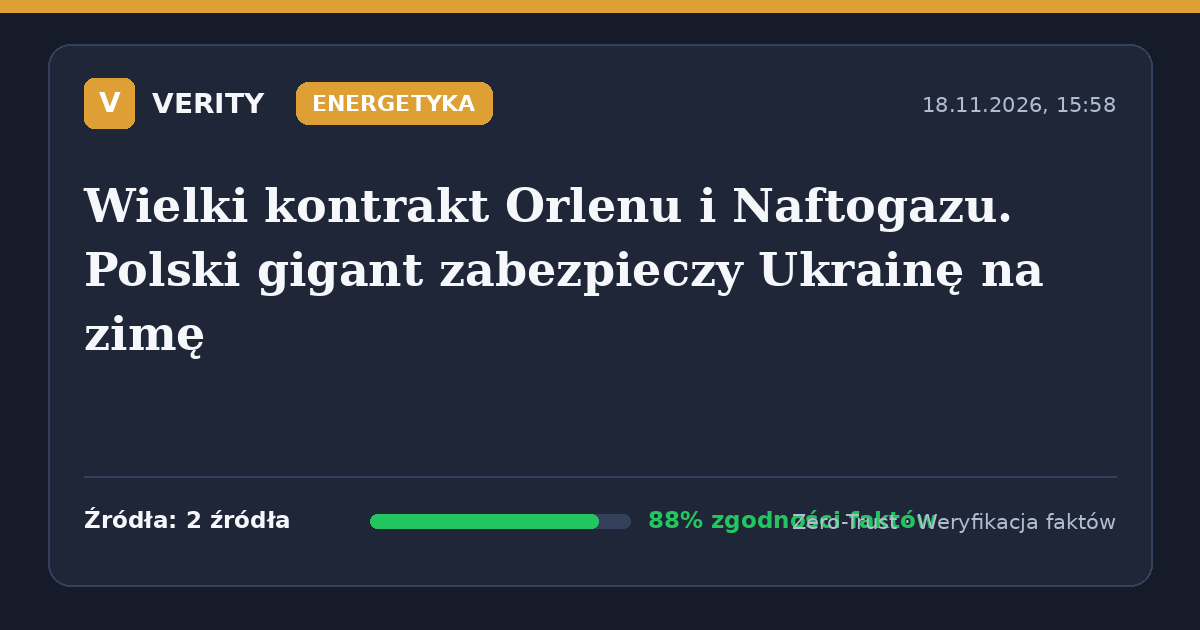 V VERITY ENERGETYKA 18.11.2026, 15:58
Wielki kontrakt Orlenu i Naftogazu.
Polski gigant zabezpieczy Ukrainę na
zimę
Źródła: 2 źródła 88% zgodności faktów Zero-Trust · Weryfikacja faktów